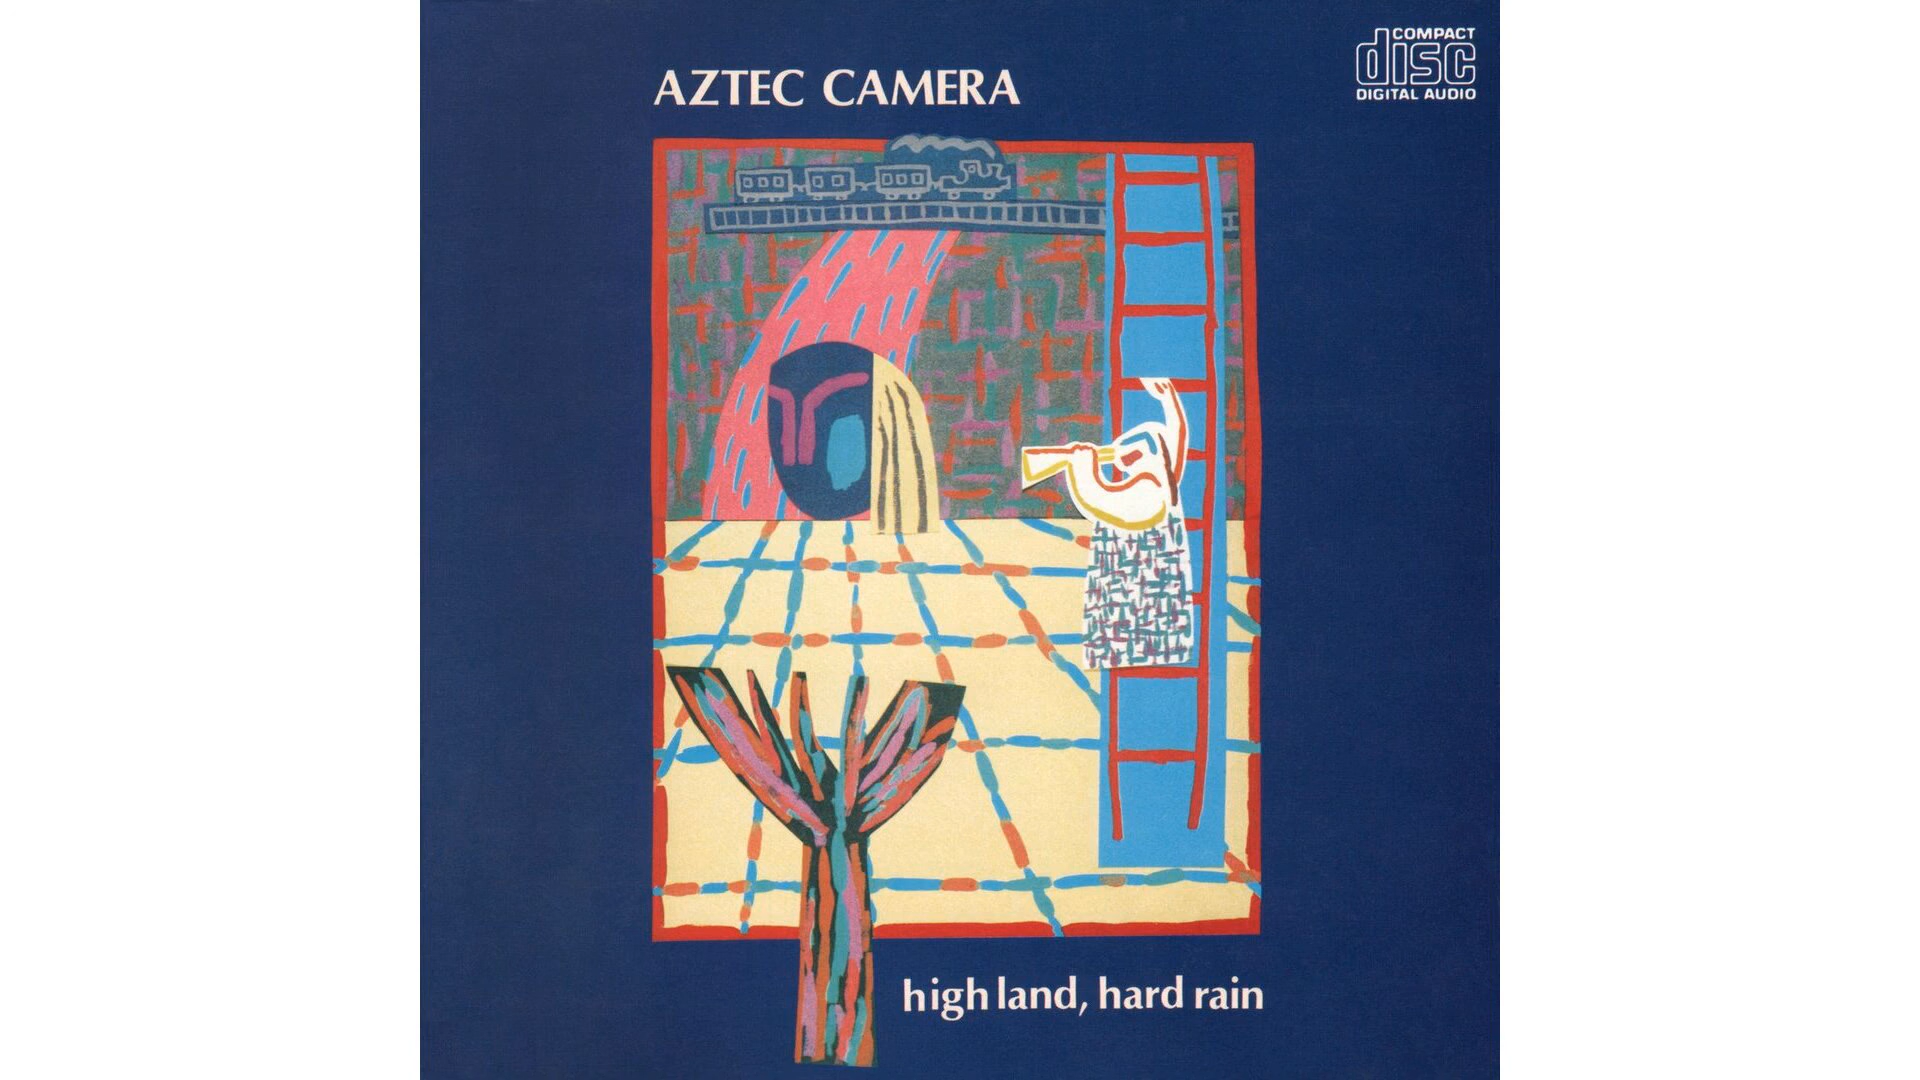 COMPACT
disc
DIGITAL AUDIO
AZTEC CAMERA
high land, hard rain